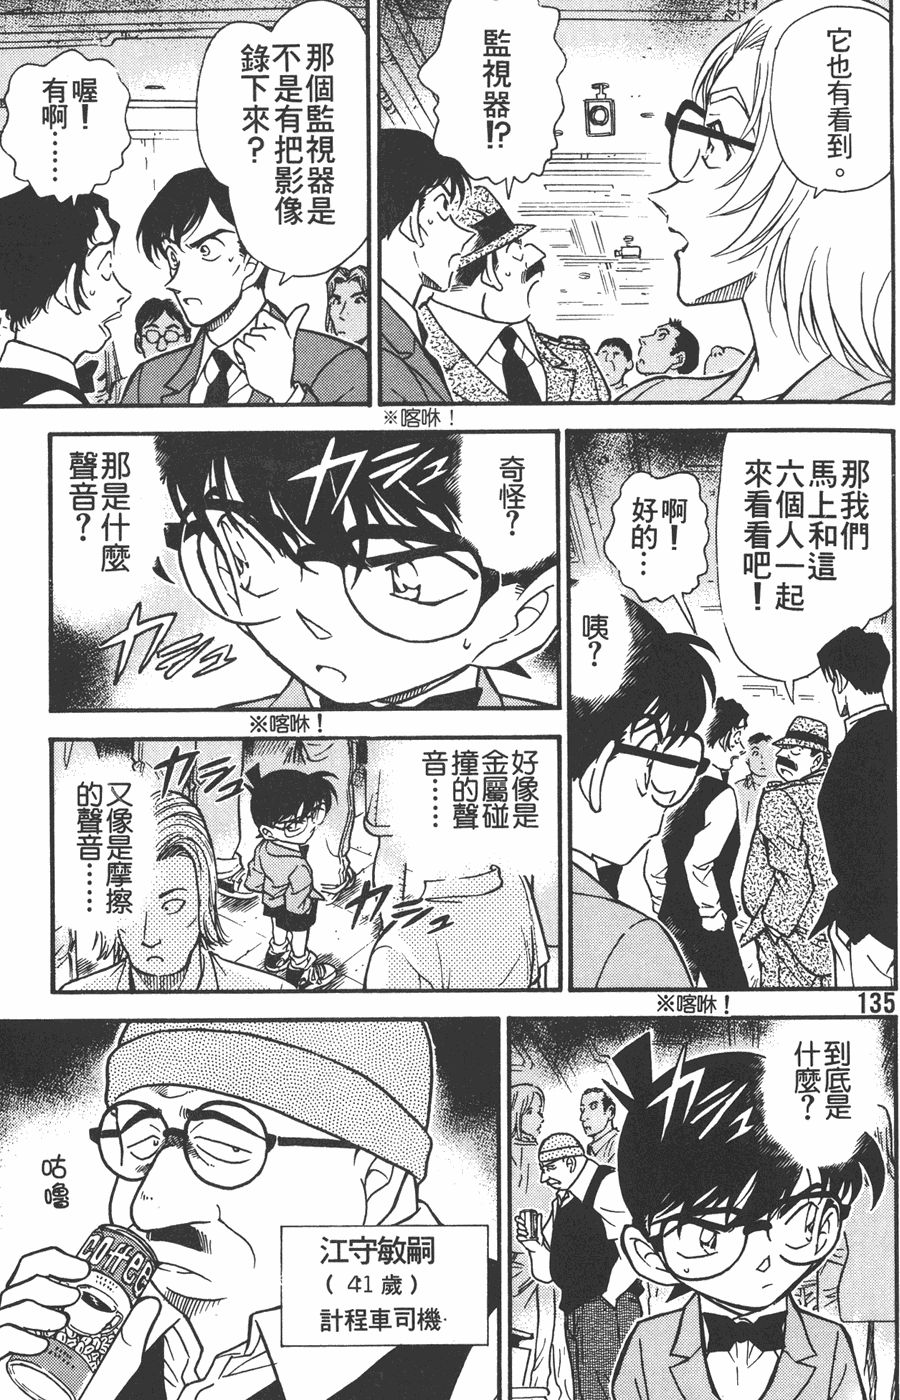 它也有看到。
監視器!?
那個監視器是
不是有把影像
錄下來?
喔!
有啊……
那我們
馬上和這
六個人一起
來看看吧!
啊!
好的…
咦?
※喀咻!
奇怪?
カシュ
那是什麼
聲音?
カシュ
※喀咻!
好像是
金屬碰
撞的聲
音……
カシュ
又像是摩擦
的聲音……
※喀咻!
135
到底是
什麼?
カシュ
咕
嚕
coffee
江守敏嗣
(41歲)
計程車司機